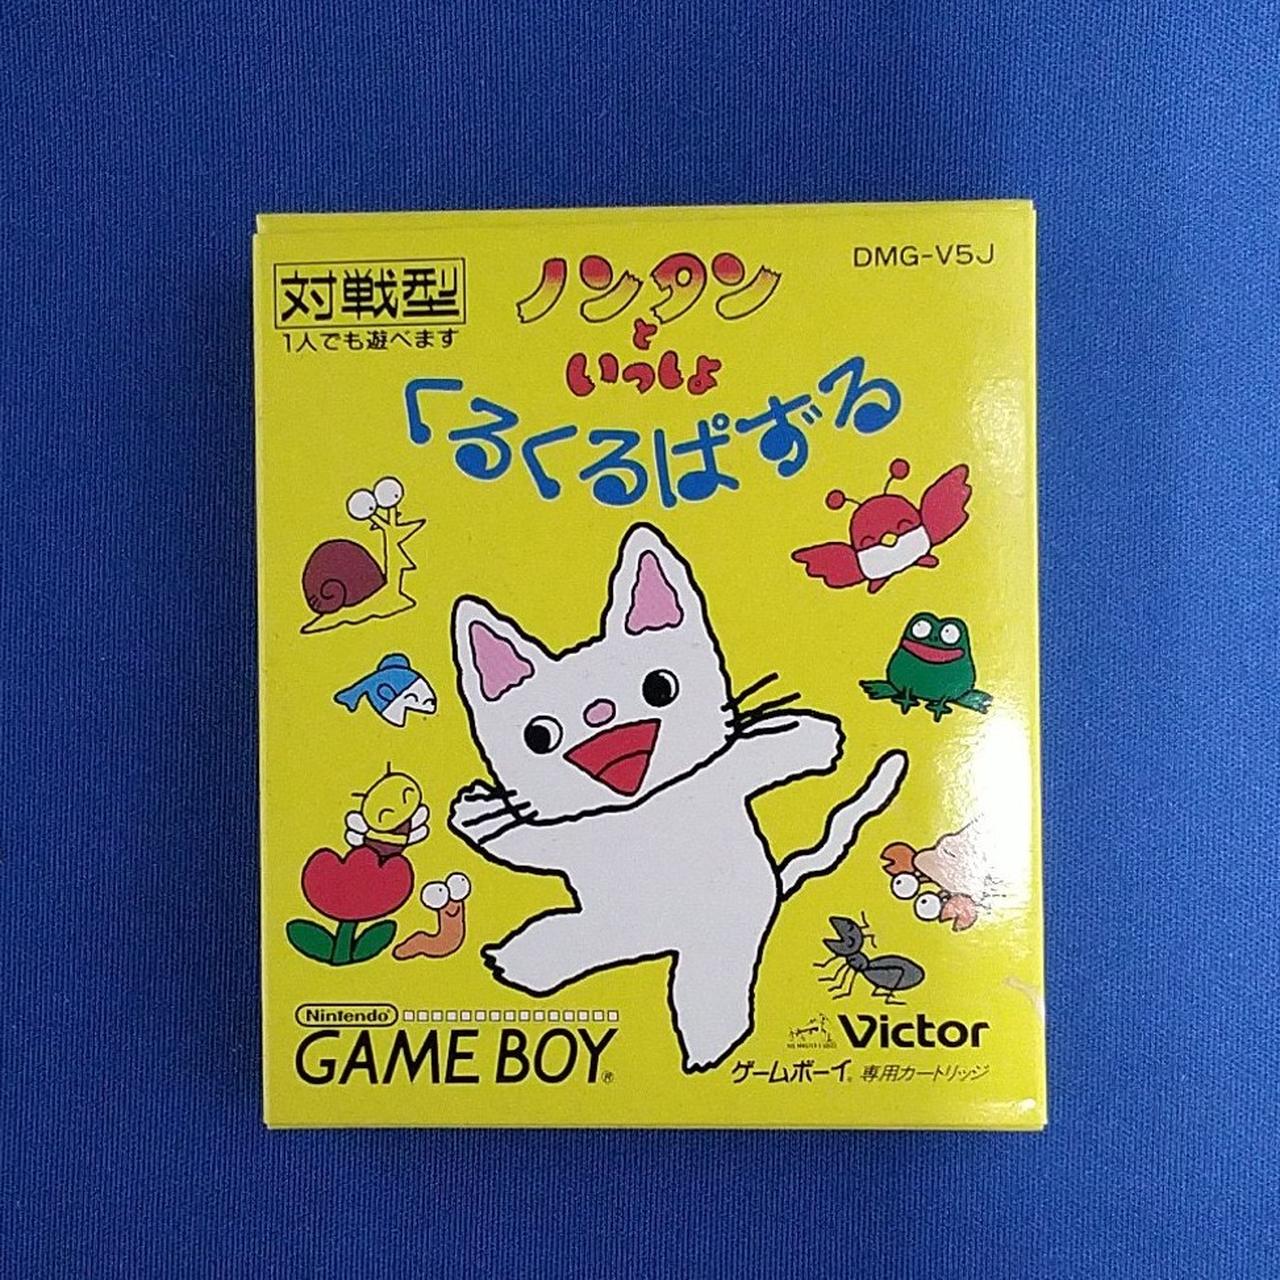 対戦型
1人でも遊べます
DMG-V5J
ノンタン
と
いっしょ
くるくるぱずる
Nintendo
GAME BOY®
Victor
ゲームボーイ® 専用カートリッジ